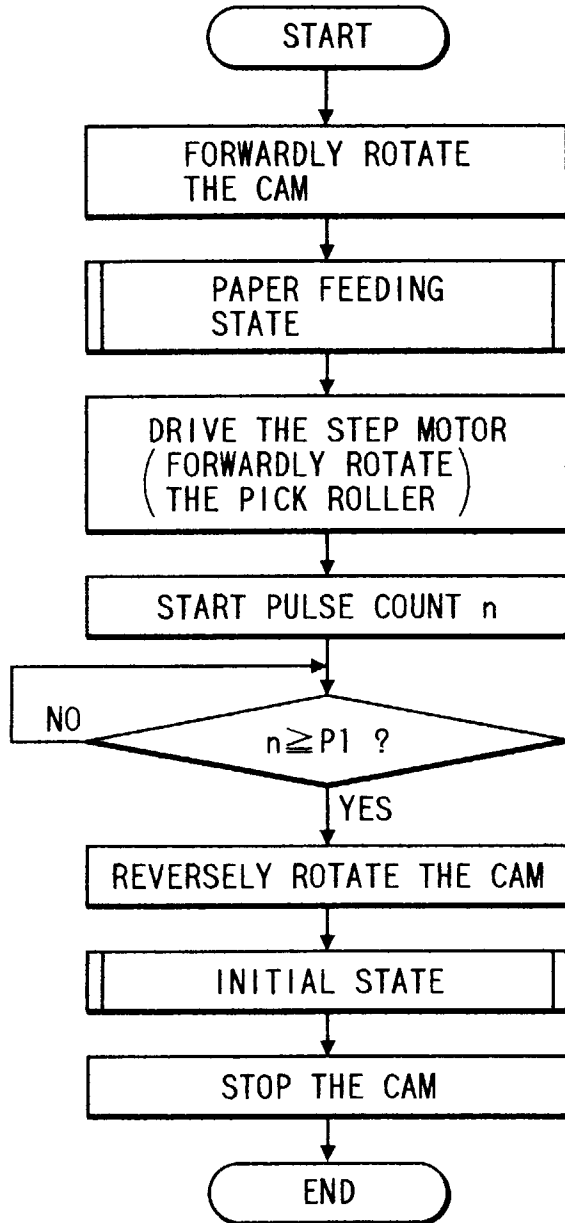 START
FORWARDLY ROTATE
THE CAM
PAPER FEEDING
STATE
DRIVE THE STEP MOTOR
(FORWARDLY ROTATE
THE PICK ROLLER)
START PULSE COUNT n
n≧P1 ?
NO
YES
REVERSELY ROTATE THE CAM
INITIAL STATE
STOP THE CAM
END